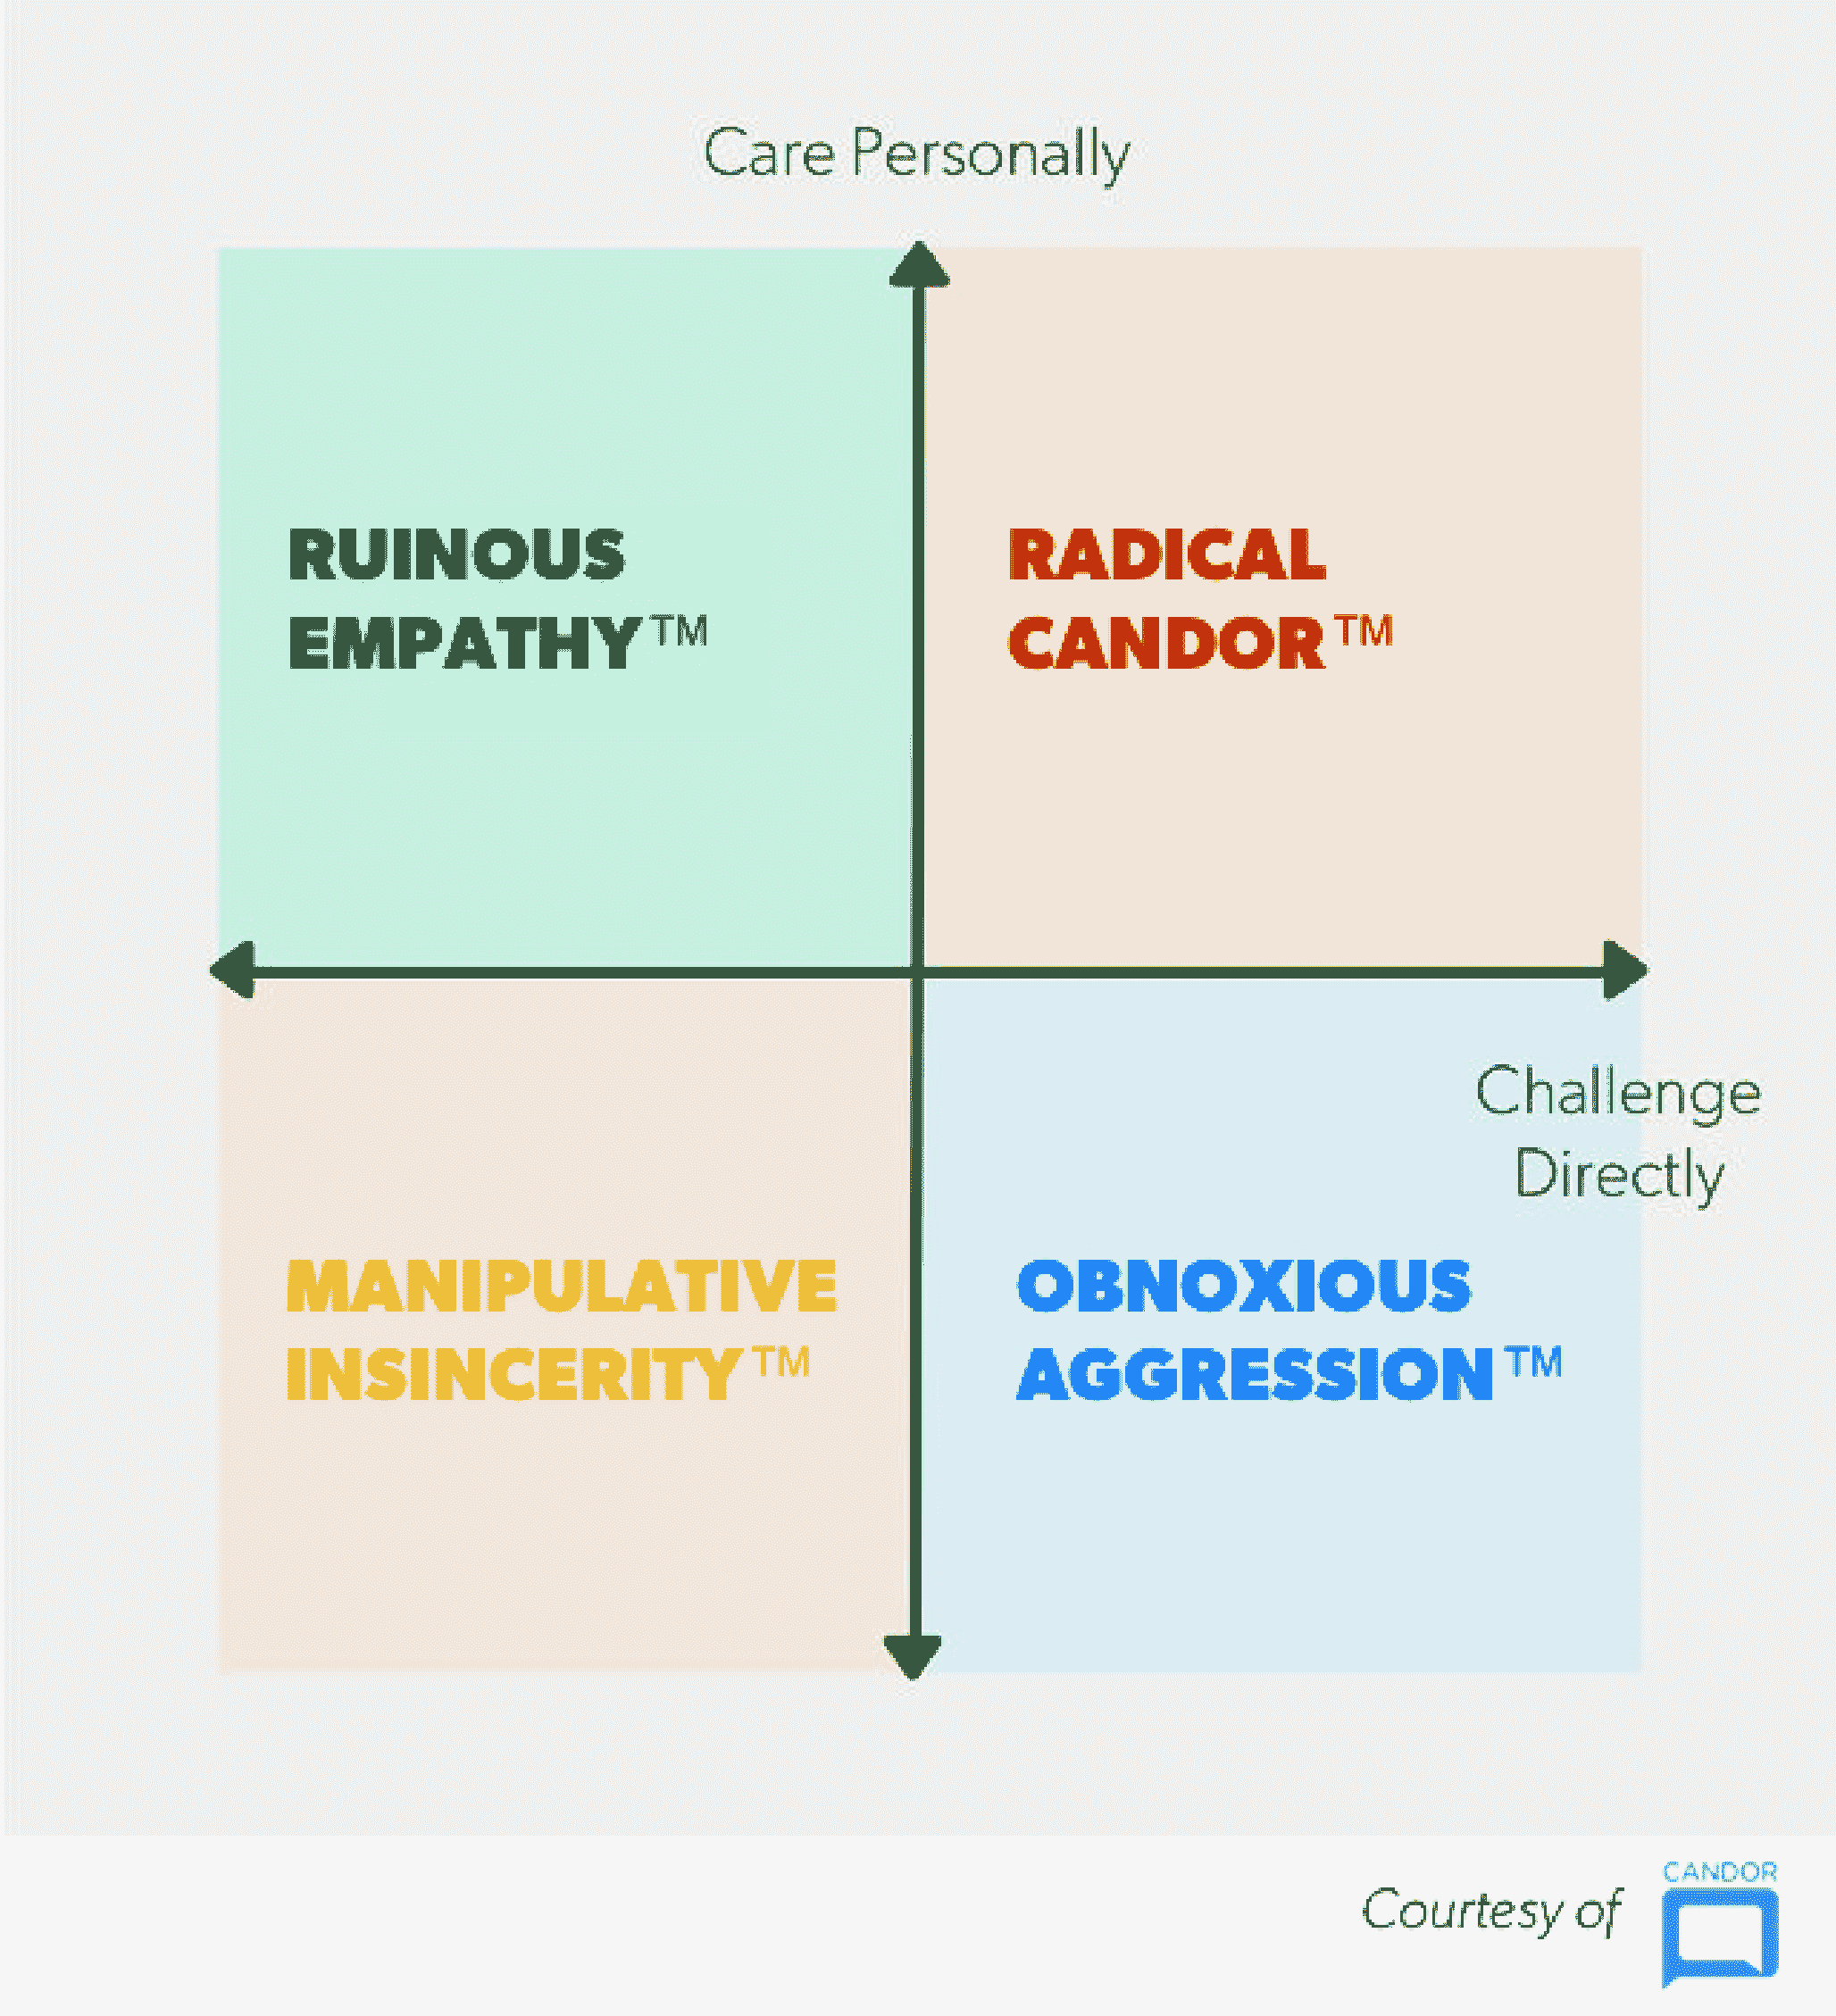 Care Personally
RUINOUS
EMPATHY™
RADICAL
CANDOR™
Challenge
Directly
MANIPULATIVE
INSINCERITY™
OBNOXIOUS
AGGRESSION™
Courtesy of
CANDOR